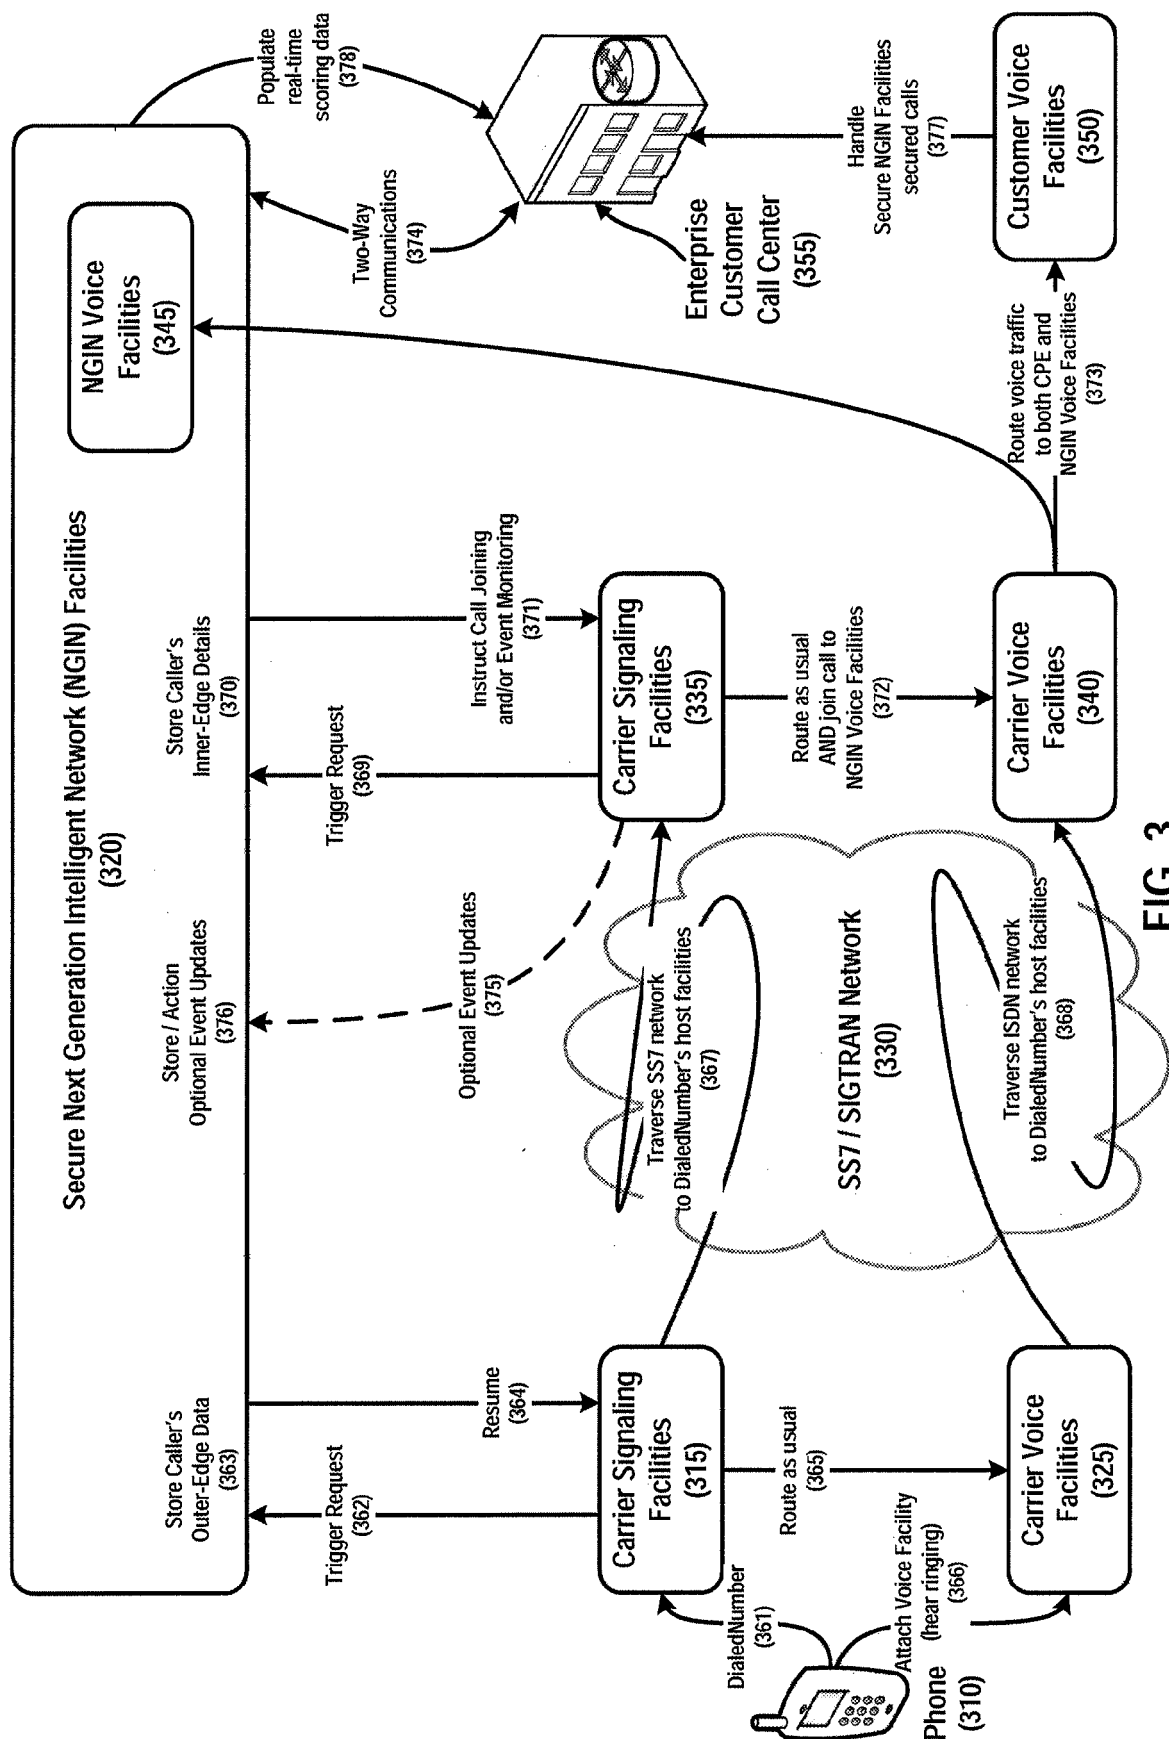 Secure Next Generation Intelligent Network (NGIN) Facilities
(320)
NGIN Voice
Facilities
(345)
Store Caller's
Outer-Edge Data
(363)
Store / Action
Optional Event Updates
(376)
Store Caller's
Inner-Edge Details
(370)
Populate
real-time
scoring data
(378)
Trigger Request
(362)
Resume
(364)
Optional Event Updates
(375)
Trigger Request
(369)
Instruct Call Joining
and/or Event Monitoring
(371)
Two-Way
Communications
(374)
Carrier Signaling
Facilities
(315)
Traverse SS7 network
to DialedNumber's host facilities
(367)
Carrier Signaling
Facilities
(335)
Enterprise
Customer
Call Center
(355)
DialedNumber
(361)
Route as usual
(365)
SS7 / SIGTRAN Network
(330)
Route as usual
AND join call to
NGIN Voice Facilities
(372)
Handle
Secure NGIN Facilities
secured calls
(377)
Phone
(310)
Attach Voice Facility
(hear ringing)
(366)
Carrier Voice
Facilities
(325)
Traverse ISDN network
to DialedNumber's host facilities
(368)
Carrier Voice
Facilities
(340)
Route voice traffic
to both CPE and
NGIN Voice Facilities
(373)
Customer Voice
Facilities
(350)
FIG. 3